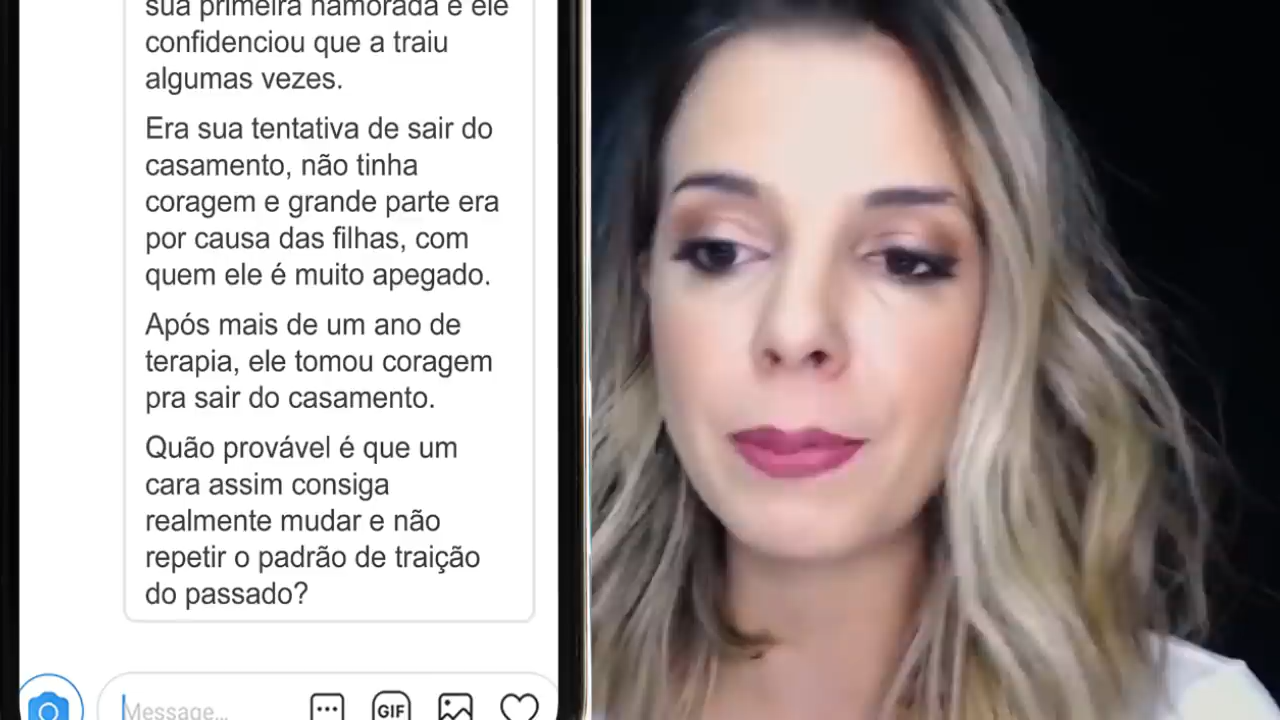 sua primeira namorada e ele
confidenciou que a traiu
algumas vezes.
Era sua tentativa de sair do
casamento, não tinha
coragem e grande parte era
por causa das filhas, com
quem ele é muito apegado.
Após mais de um ano de
terapia, ele tomou coragem
pra sair do casamento.
Quão provável é que um
cara assim consiga
realmente mudar e não
repetir o padrão de traição
do passado?
Message...
GIF